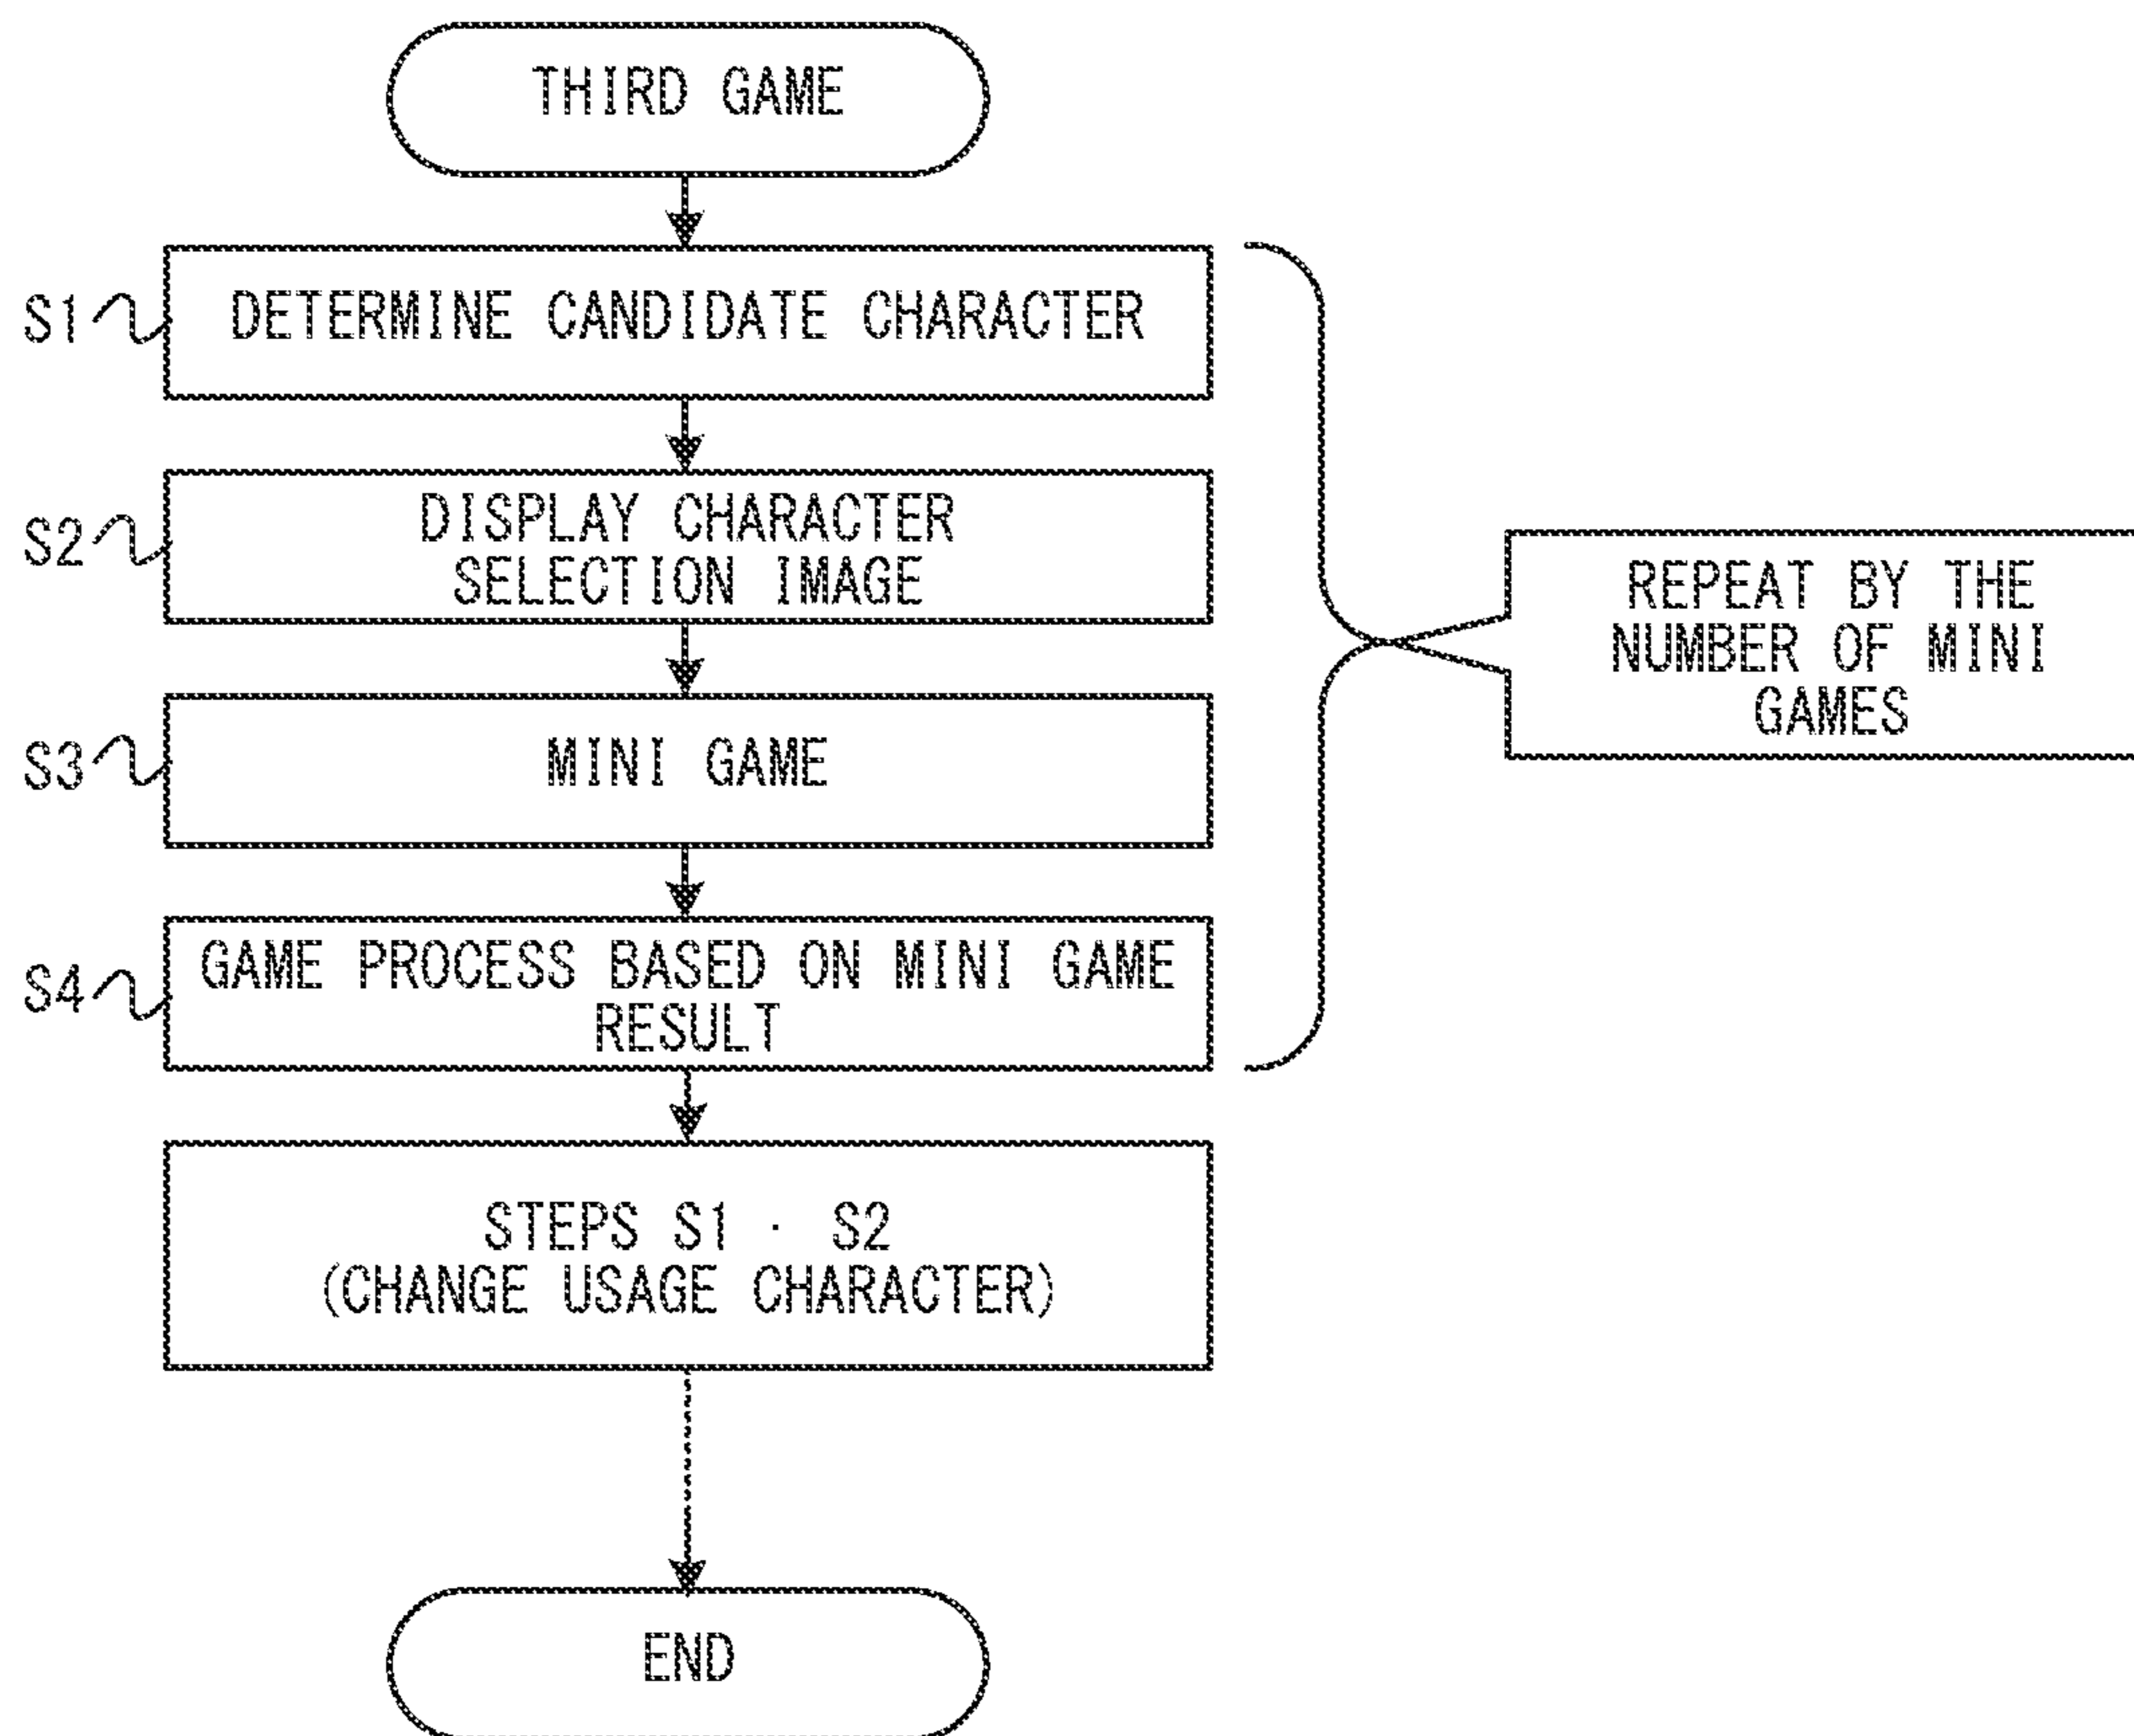 THIRD GAME
S1
DETERMINE CANDIDATE CHARACTER
S2
DISPLAY CHARACTER
SELECTION IMAGE
REPEAT BY THE
NUMBER OF MINI
GAMES
S3
MINI GAME
S4
GAME PROCESS BASED ON MINI GAME
RESULT
STEPS S1 · S2
(CHANGE USAGE CHARACTER)
END